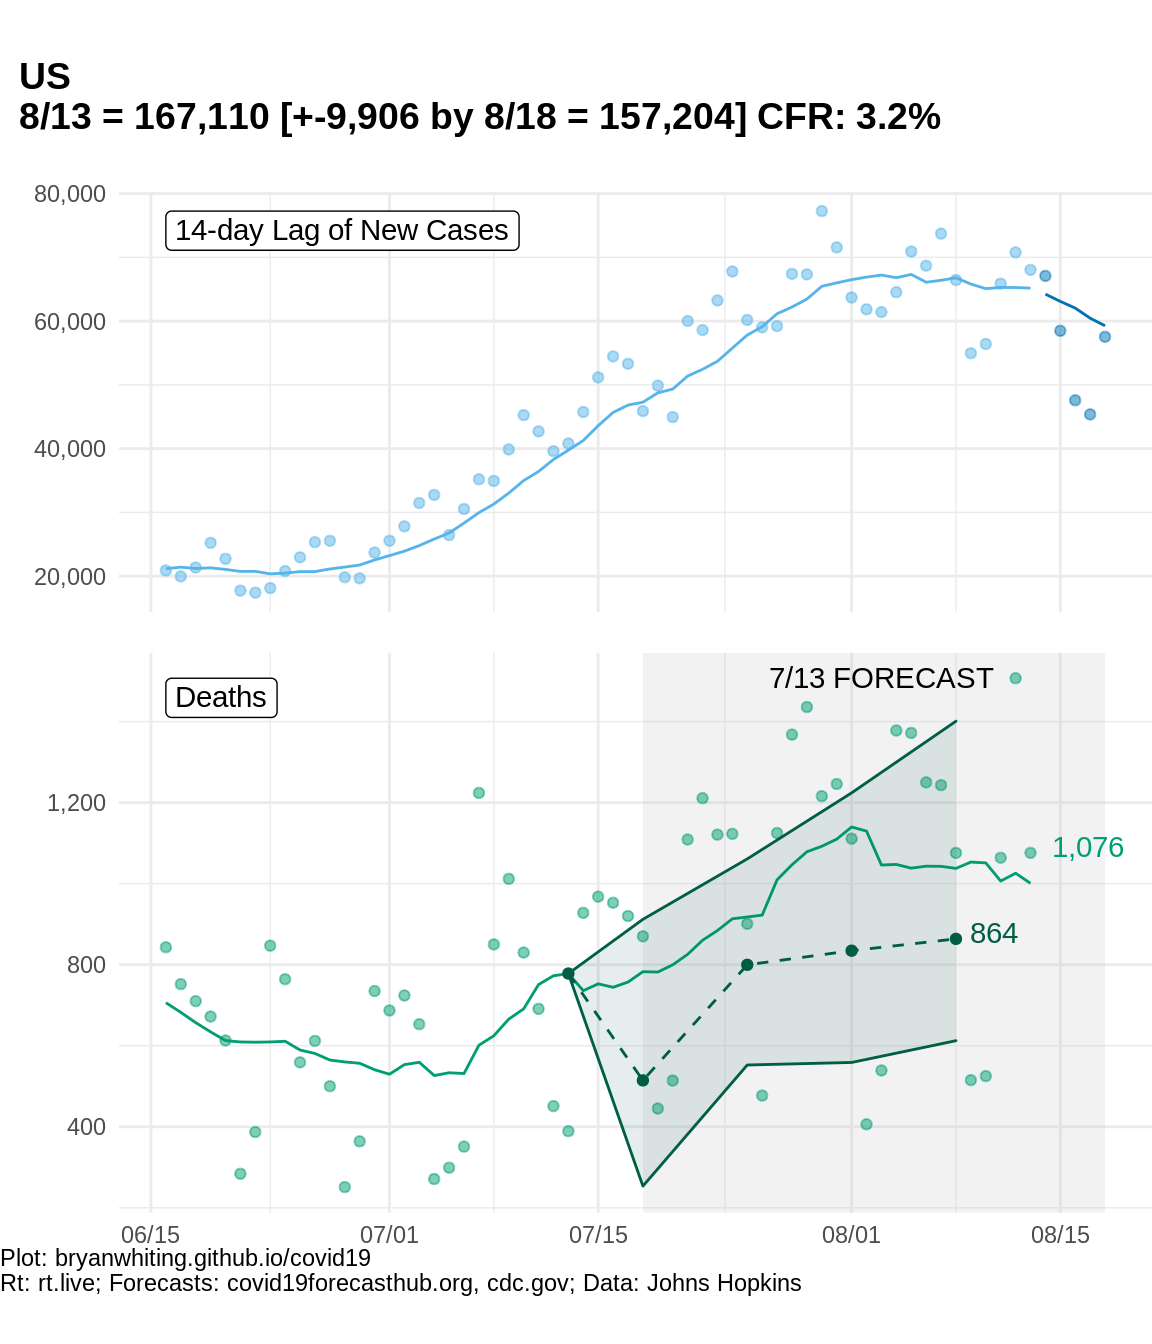 US
8/13 = 167,110 [+-9,906 by 8/18 = 157,204] CFR: 3.2%
80,000
14-day Lag of New Cases
60,000
40,000
20,000
7/13 FORECAST
Deaths
1,200
1,076
864
800
400
06/15 07/01 07/15 08/01 08/15
Plot: bryanwhiting.github.io/covid19
Rt: rt.live; Forecasts: covid19forecasthub.org, cdc.gov; Data: Johns Hopkins